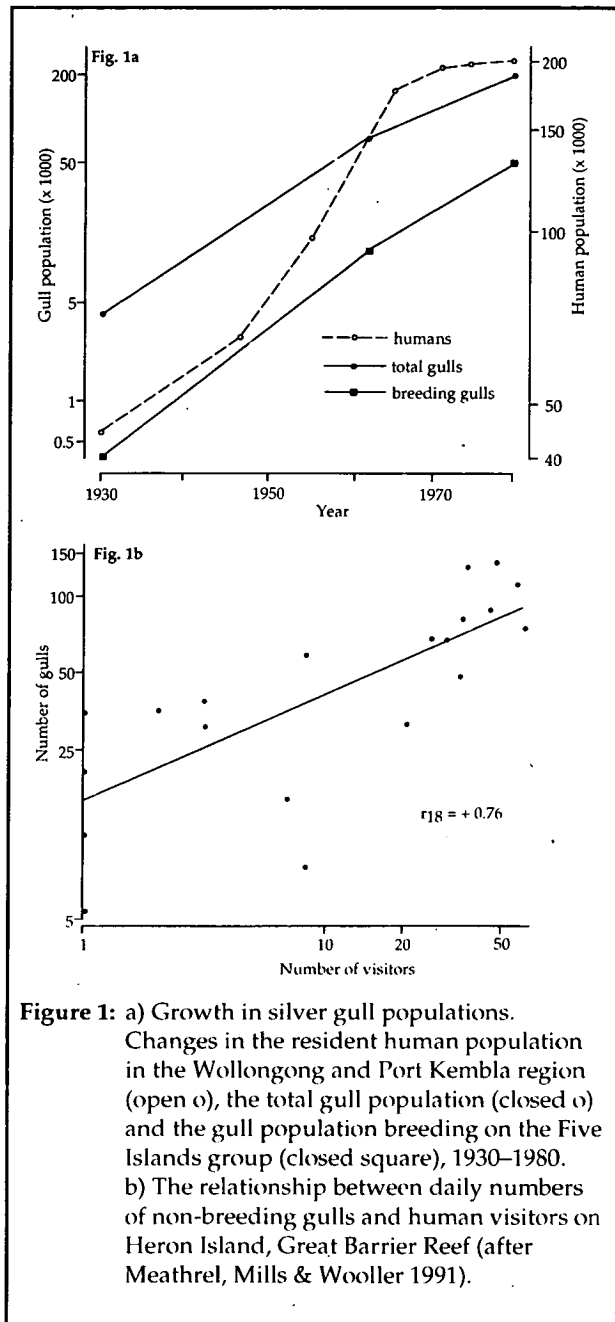 Fig. 1a
200
50
5
1
0.5
Gull population (x 1000)
200
150
100
50
40
Human population (x 1000)
humans
total gulls
breeding gulls
1930
1950
1970
Year
Fig. 1b
150
100
50
25
5
Number of gulls
r18 = + 0.76
1
10
20
50
Number of visitors
Figure 1: a) Growth in silver gull populations.
Changes in the resident human population
in the Wollongong and Port Kembla region
(open o), the total gull population (closed o)
and the gull population breeding on the Five
Islands group (closed square), 1930–1980.
b) The relationship between daily numbers
of non-breeding gulls and human visitors on
Heron Island, Great Barrier Reef (after
Meathrel, Mills & Wooller 1991).